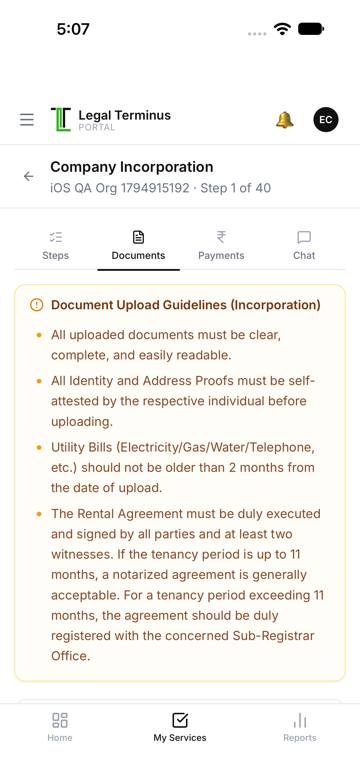 5:07
Legal Terminus
PORTAL
EC
Company Incorporation
iOS QA Org 1794915192 · Step 1 of 40
Steps
Documents
Payments
Chat
Document Upload Guidelines (Incorporation)
• All uploaded documents must be clear,
complete, and easily readable.
• All Identity and Address Proofs must be self-
attested by the respective individual before
uploading.
• Utility Bills (Electricity/Gas/Water/Telephone,
etc.) should not be older than 2 months from
the date of upload.
• The Rental Agreement must be duly executed
and signed by all parties and at least two
witnesses. If the tenancy period is up to 11
months, a notarized agreement is generally
acceptable. For a tenancy period exceeding 11
months, the agreement should be duly
registered with the concerned Sub-Registrar
Office.
Home
My Services
Reports